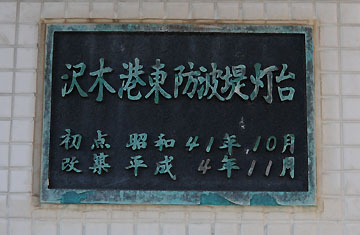 沢木港東防波堤灯台
初点 昭和 41年,10月
改築 平成 4年11月